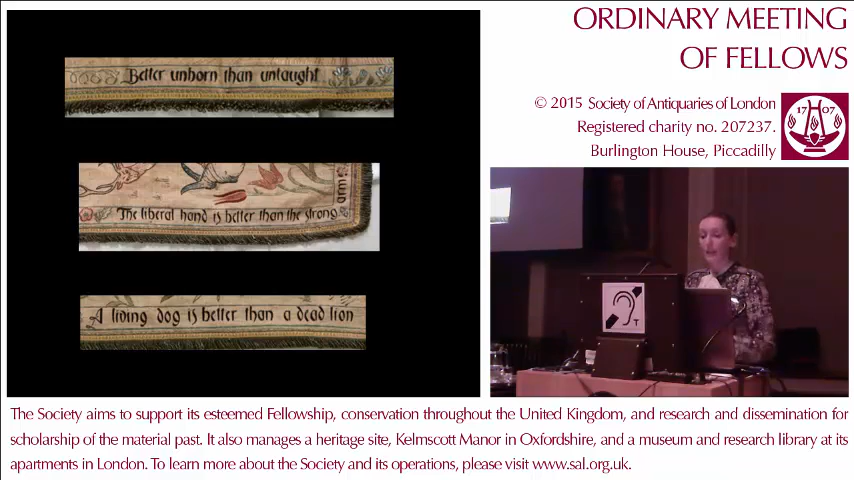 ORDINARY MEETING
OF FELLOWS
© 2015 Society of Antiquaries of London
Registered charity no. 207237.
Burlington House, Piccadilly
17 07
Better unborn than untaught
The liberal hand is better than the strong
arm
A living dog is better than a dead lion
T
The Society aims to support its esteemed Fellowship, conservation throughout the United Kingdom, and research and dissemination for
scholarship of the material past. It also manages a heritage site, Kelmscott Manor in Oxfordshire, and a museum and research library at its
apartments in London. To learn more about the Society and its operations, please visit www.sal.org.uk.